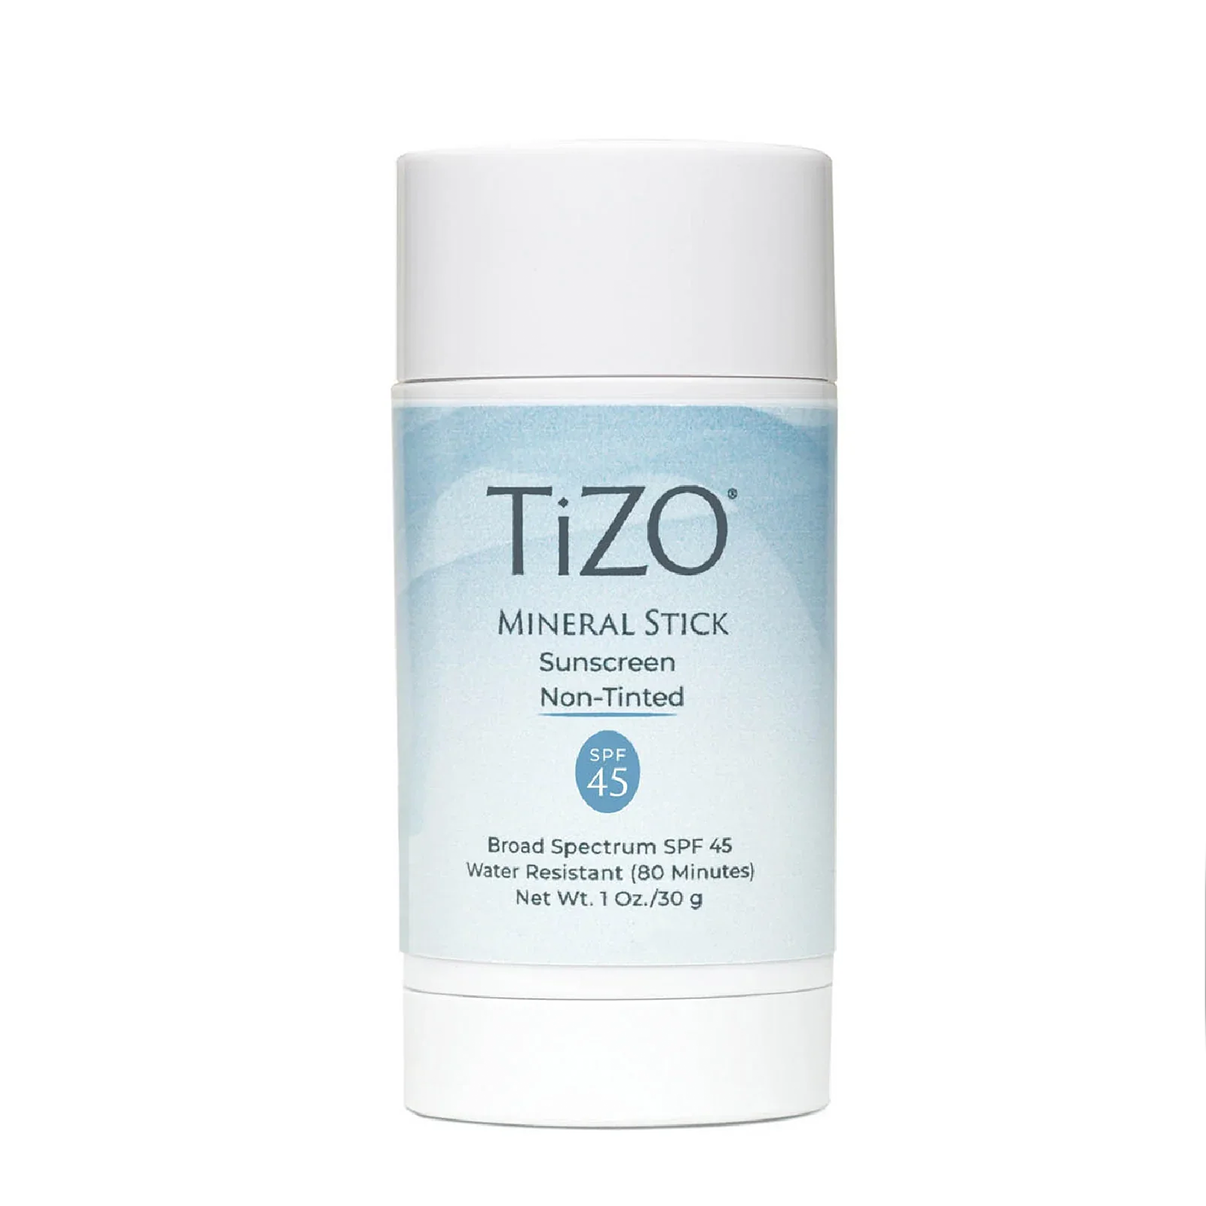 TiZO®
MINERAL STICK
Sunscreen
Non-Tinted
SPF
45
Broad Spectrum SPF 45
Water Resistant (80 Minutes)
Net Wt. 1 Oz./30 g